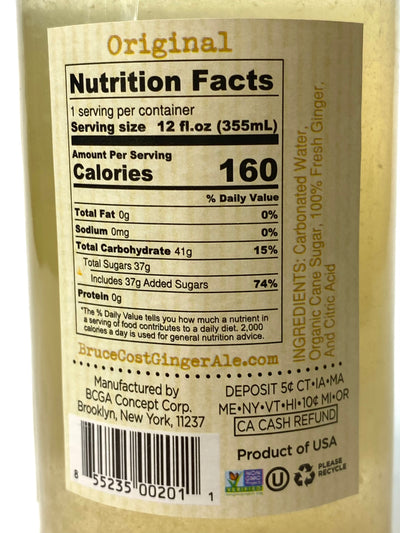 Original
Nutrition Facts
1 serving per container
Serving size 12 fl.oz (355mL)
Amount Per Serving
Calories 160
% Daily Value
Total Fat 0g 0%
Sodium 0mg 0%
Total Carbohydrate 41g 15%
Total Sugars 37g
Includes 37g Added Sugars 74%
Protein 0g
*The % Daily Value tells you how much a nutrient in
a serving of food contributes to a daily diet. 2,000
calories a day is used for general nutrition advice.
BruceCostGingerAle.com
INGREDIENTS: Carbonated Water,
Organic Cane Sugar, 100% Fresh Ginger,
And Citric Acid
Manufactured by
BCGA Concept Corp.
Brooklyn, New York, 11237
8 55235 00201 1
DEPOSIT 5¢ CT•IA•MA
ME•NY•VT•HI•10¢ MI•OR
CA CASH REFUND
Product of USA
NON
GMO
VERIFIED
U
PLEASE
RECYCLE